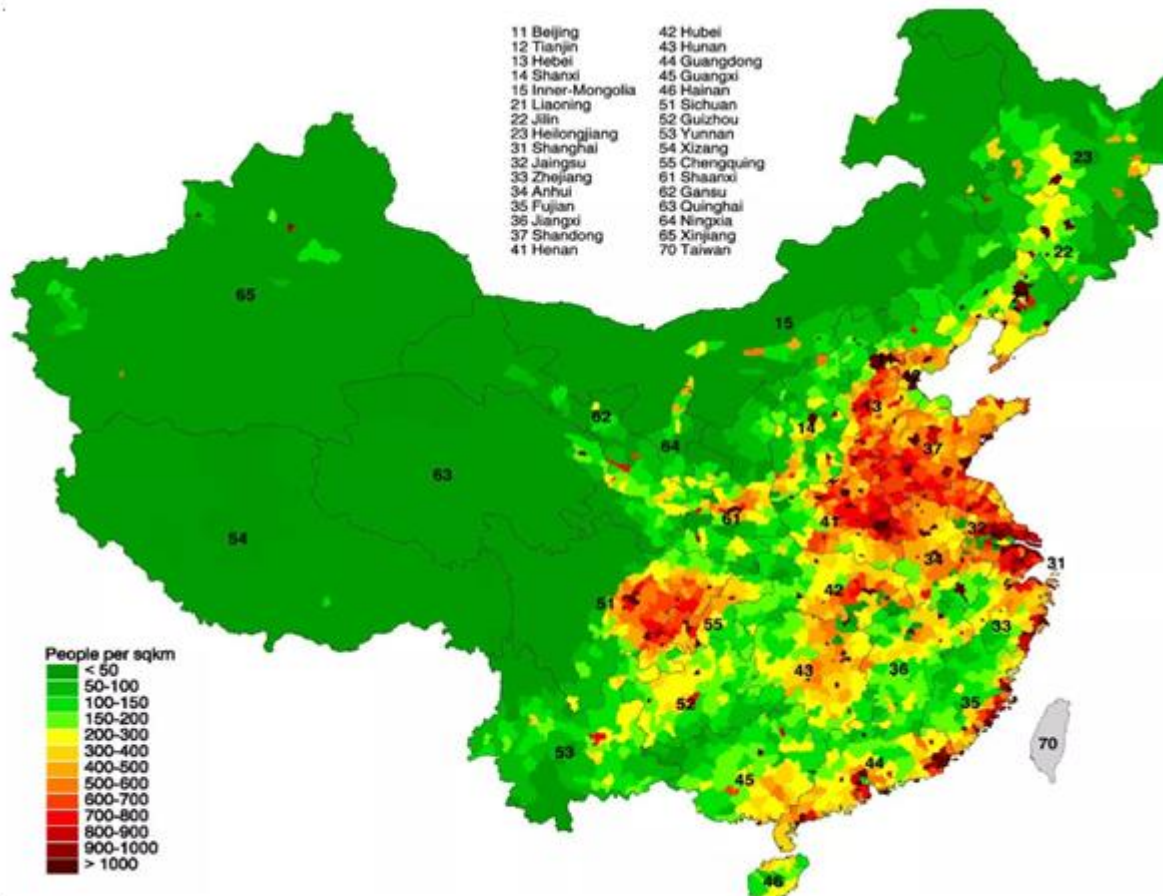 11 Beijing
12 Tianjin
13 Hebei
14 Shanxi
15 Inner-Mongolia
21 Liaoning
22 Jilin
23 Heilongjiang
31 Shanghai
32 Jaingsu
33 Zhejiang
34 Anhui
35 Fujian
36 Jiangxi
37 Shandong
41 Henan
42 Hubei
43 Hunan
44 Guangdong
45 Guangxi
46 Hainan
51 Sichuan
52 Guizhou
53 Yunnan
54 Xizang
55 Chengquing
61 Shaanxi
62 Gansu
63 Quinghai
64 Ningxia
65 Xinjiang
70 Taiwan
23
22
65
15
12
13
62
14
64
37
63
61
41
32
54
34
31
51
42
55
33
43
36
52
35
53
70
45
44
46
People per sqkm
< 50
50-100
100-150
150-200
200-300
300-400
400-500
500-600
600-700
700-800
800-900
900-1000
> 1000